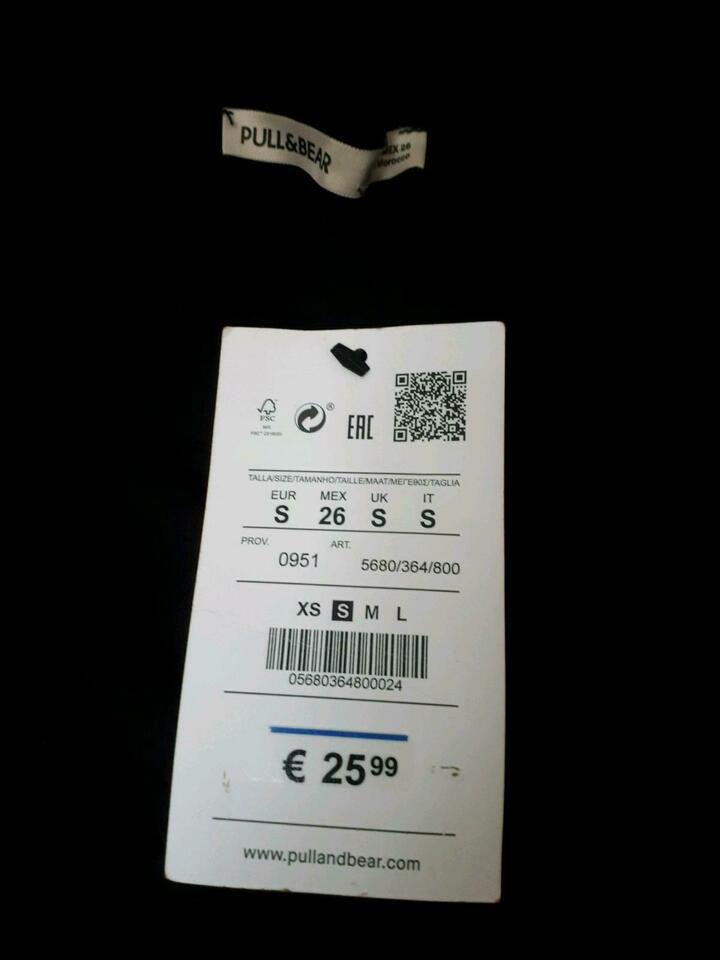 PULL&BEAR
MEX 26
Morocco
FSC
®
EAC
TALLA/SIZE/TAMANHO/TAILLE/MAAT/ΜΕΓΕΘΟΣ/TAGLIA
EUR MEX UK IT
S 26 S S
PROV. ART.
0951 5680/364/800
XS S M L
05680364800024
€ 25 99
www.pullandbear.com